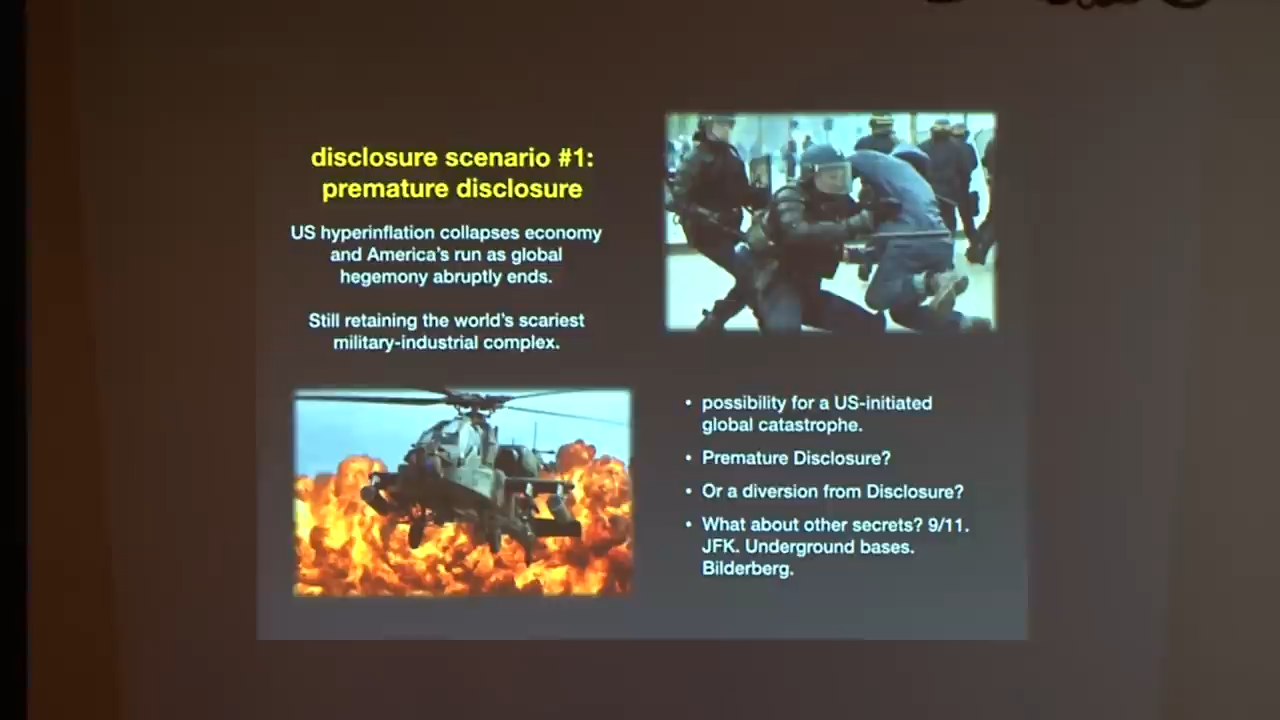 disclosure scenario #1:
premature disclosure
US hyperinflation collapses economy
and America's run as global
hegemony abruptly ends.
Still retaining the world's scariest
military-industrial complex.
• possibility for a US-initiated
global catastrophe.
• Premature Disclosure?
• Or a diversion from Disclosure?
• What about other secrets? 9/11.
JFK. Underground bases.
Bilderberg.